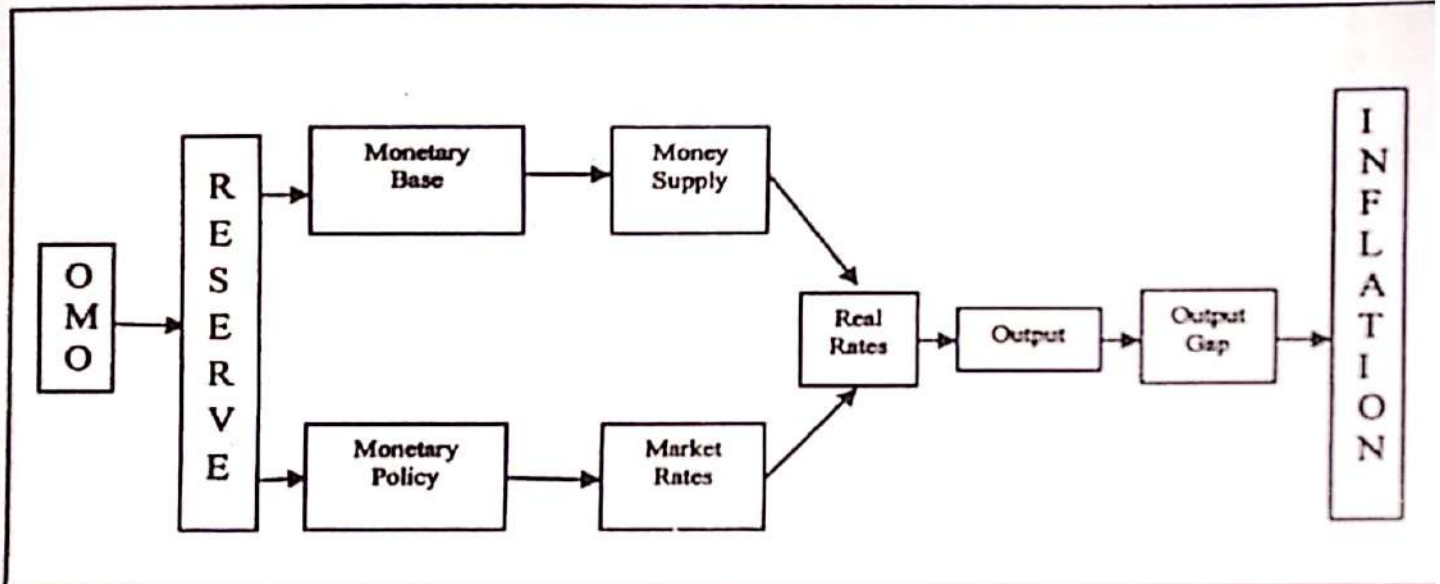 OMO
RESERVE
Monetary
Base
Money
Supply
Monetary
Policy
Market
Rates
Real
Rates
Output
Output
Gap
INFLATION